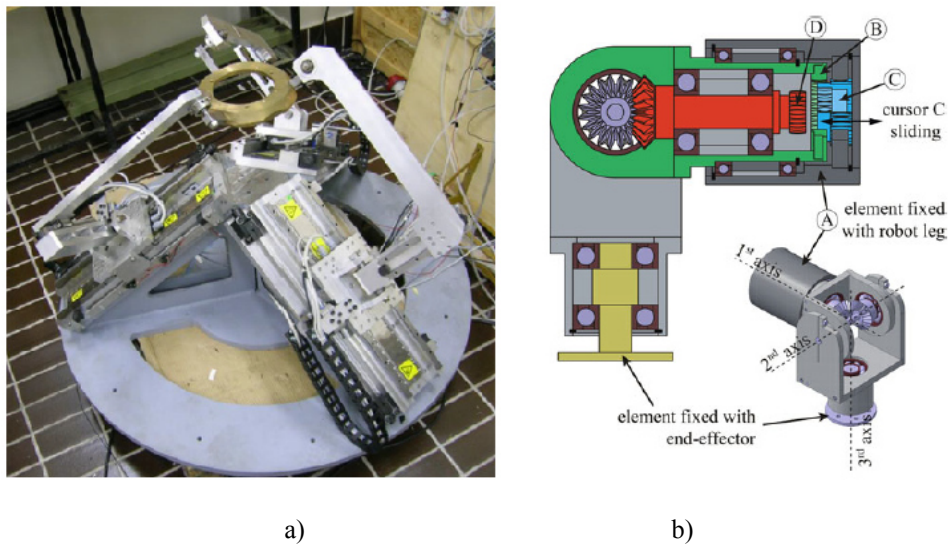 D
B
C
cursor C
sliding
A
element fixed
with robot leg
1st axis
2nd axis
element fixed with
end-effector
3rd axis
a)
b)